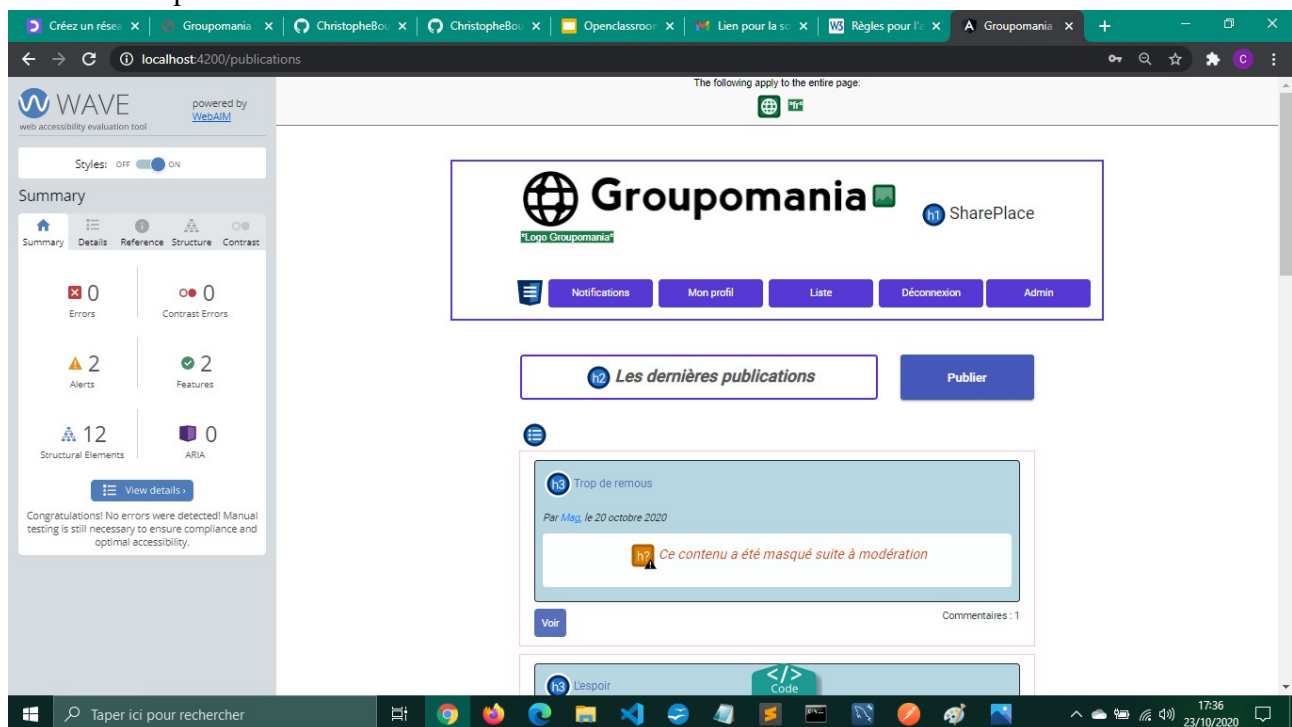 Créez un résea
Groupomania
ChristopheBou
ChristopheBou
Openclassroor
Lien pour la so
Règles pour l'a
Groupomania
localhost:4200/publications
C
WAVE
web accessibility evaluation tool
powered by
WebAIM
The following apply to the entire page:
*fr*
Styles: OFF ON
Summary
Summary Details Reference Structure Contrast
0
Errors
0
Contrast Errors
2
Alerts
2
Features
12
Structural Elements
0
ARIA
View details ›
Congratulations! No errors were detected! Manual
testing is still necessary to ensure compliance and
optimal accessibility.
Groupomania
*Logo Groupomania*
h1 SharePlace
Notifications Mon profil Liste Déconnexion Admin
h2 Les dernières publications
Publier
h3 Trop de remous
Par Mag, le 20 octobre 2020
h? Ce contenu a été masqué suite à modération
Voir
Commentaires : 1
h3 L'espoir
</>
Code
Taper ici pour rechercher
17:36
23/10/2020